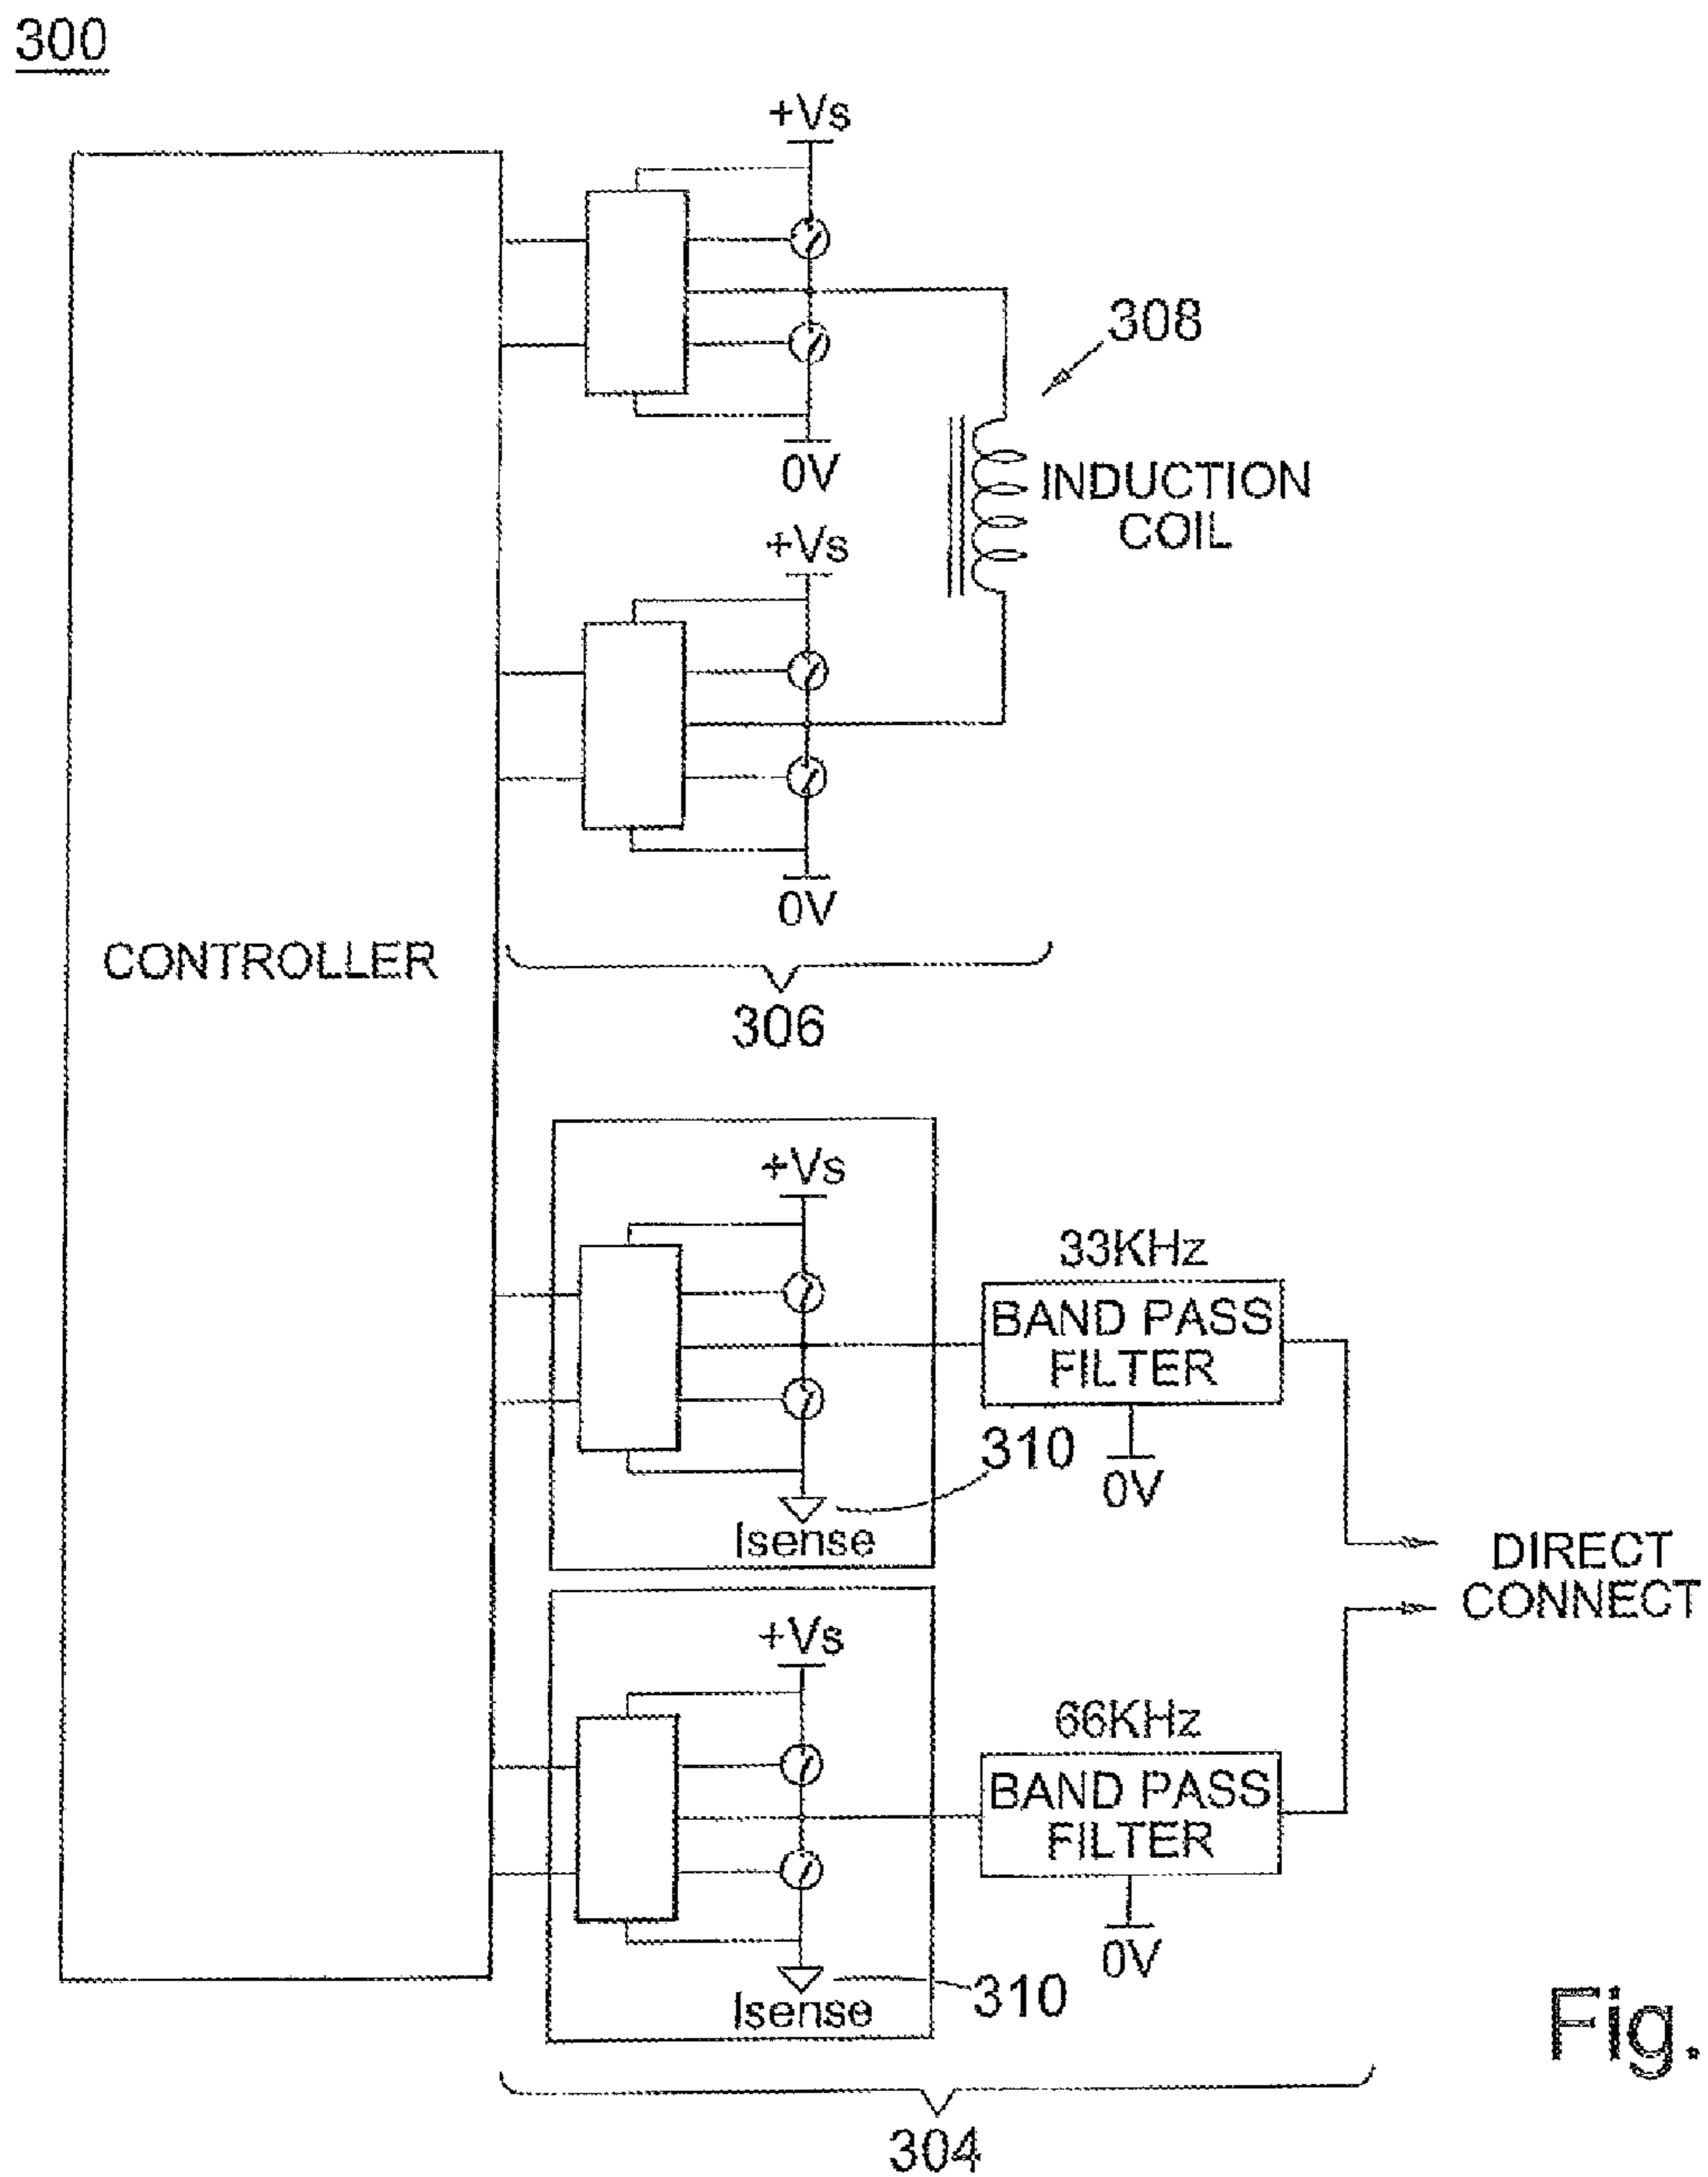 300
+Vs
308
0V
INDUCTION
COIL
+Vs
0V
CONTROLLER
306
+Vs
33KHz
BAND PASS
FILTER
310
0V
Isense
DIRECT
CONNECT
+Vs
66KHz
BAND PASS
FILTER
0V
310
Isense
Fig.
304